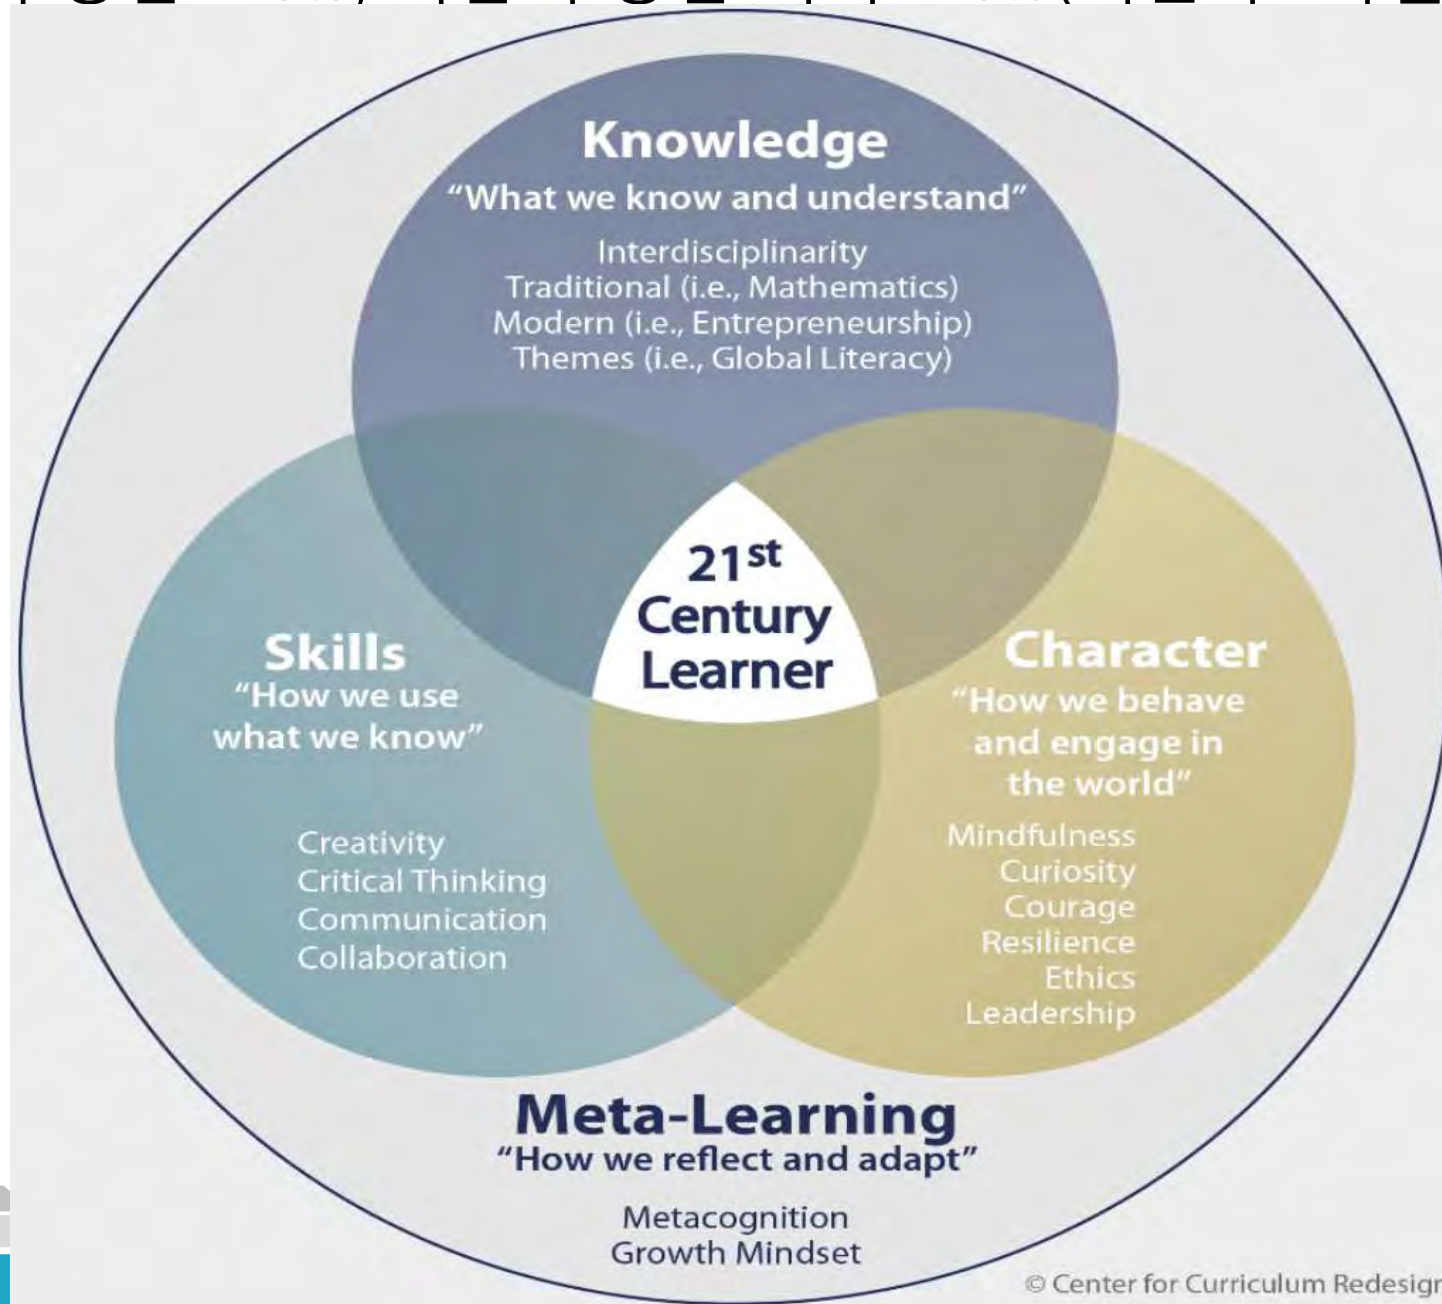 Knowledge
“What we know and understand”
Interdisciplinarity
Traditional (i.e., Mathematics)
Modern (i.e., Entrepreneurship)
Themes (i.e., Global Literacy)
21st
Century
Learner
Skills
“How we use
what we know”
Creativity
Critical Thinking
Communication
Collaboration
Character
“How we behave
and engage in
the world”
Mindfulness
Curiosity
Courage
Resilience
Ethics
Leadership
Meta-Learning
“How we reflect and adapt”
Metacognition
Growth Mindset
© Center for Curriculum Redesign